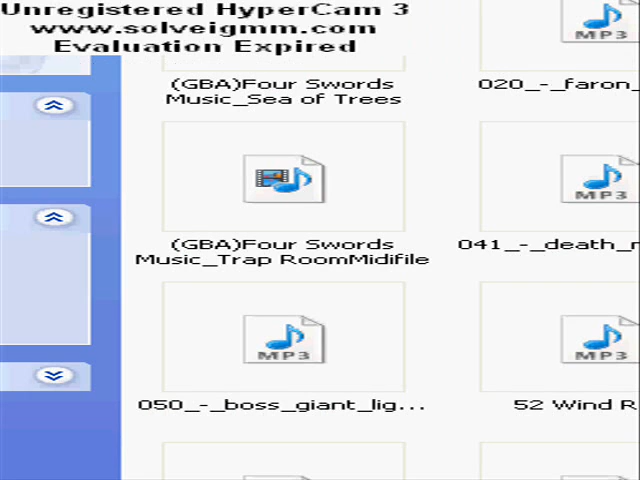 Unregistered HyperCam 3
www.solveigmm.com
Evaluation Expired
MP3
(GBA)Four Swords
Music_Sea of Trees
020_-_faron_
MP3
(GBA)Four Swords
Music_Trap RoomMidifile
041_-_death_
MP3
MP3
050_-_boss_giant_lig...
52 Wind R